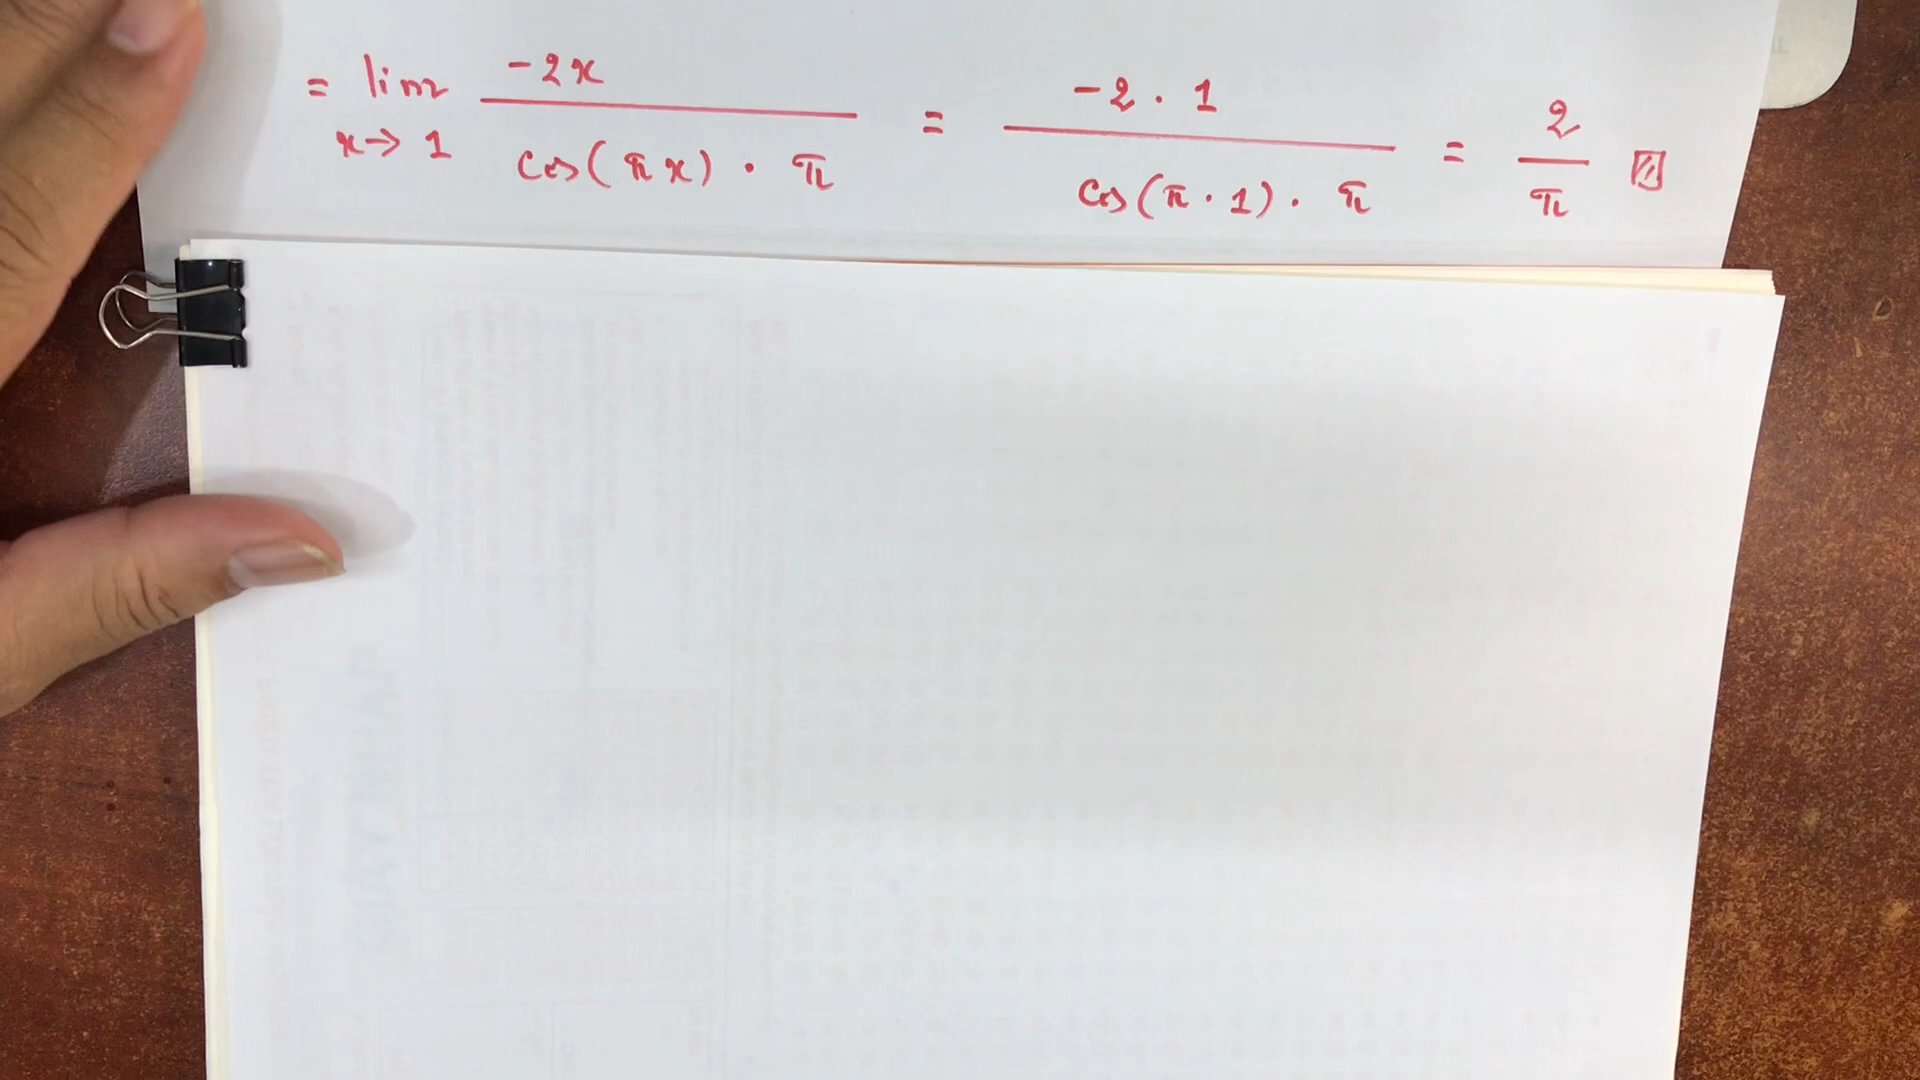 = lim x→1 -2x / cos(πx) · π = -2 · 1 / cos(π · 1) · π = 2 / π